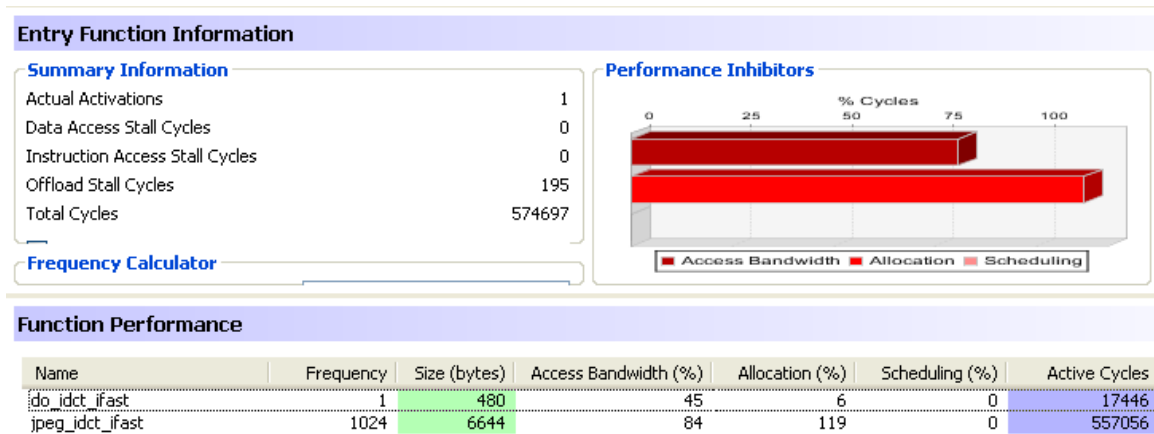 Entry Function Information
Summary Information
Actual Activations 1
Data Access Stall Cycles 0
Instruction Access Stall Cycles 0
Offload Stall Cycles 195
Total Cycles 574697
Frequency Calculator
Performance Inhibitors
% Cycles
0 25 50 75 100
Access Bandwidth Allocation Scheduling
Function Performance
Name Frequency Size (bytes) Access Bandwidth (%) Allocation (%) Scheduling (%) Active Cycles
do_idct_ifast 1 480 45 6 0 17446
jpeg_idct_ifast 1024 6644 84 119 0 557056